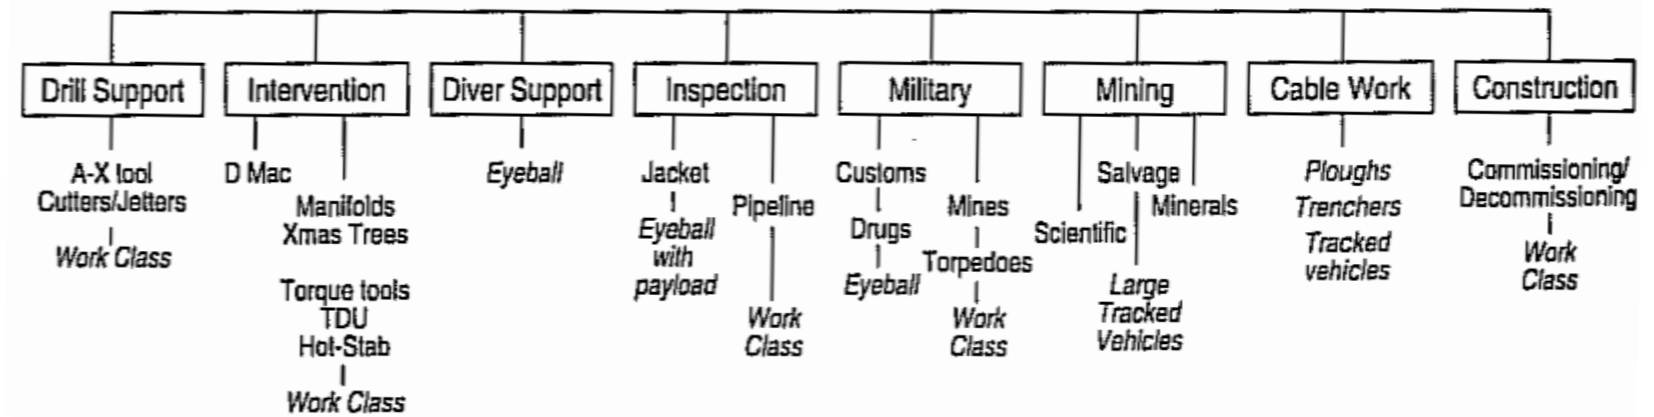 Drill Support
A-X tool
Cutters/Jetters
Work Class
Intervention
D Mac
Manifolds
Xmas Trees
Torque tools
TDU
Hot-Stab
Work Class
Diver Support
Eyeball
Inspection
Jacket
Eyeball
with
payload
Pipeline
Work
Class
Military
Customs
Drugs
Eyeball
Mines
Torpedoes
Work
Class
Mining
Scientific
Salvage
Minerals
Large
Tracked
Vehicles
Cable Work
Ploughs
Trenchers
Tracked
vehicles
Construction
Commissioning/
Decommissioning
Work
Class